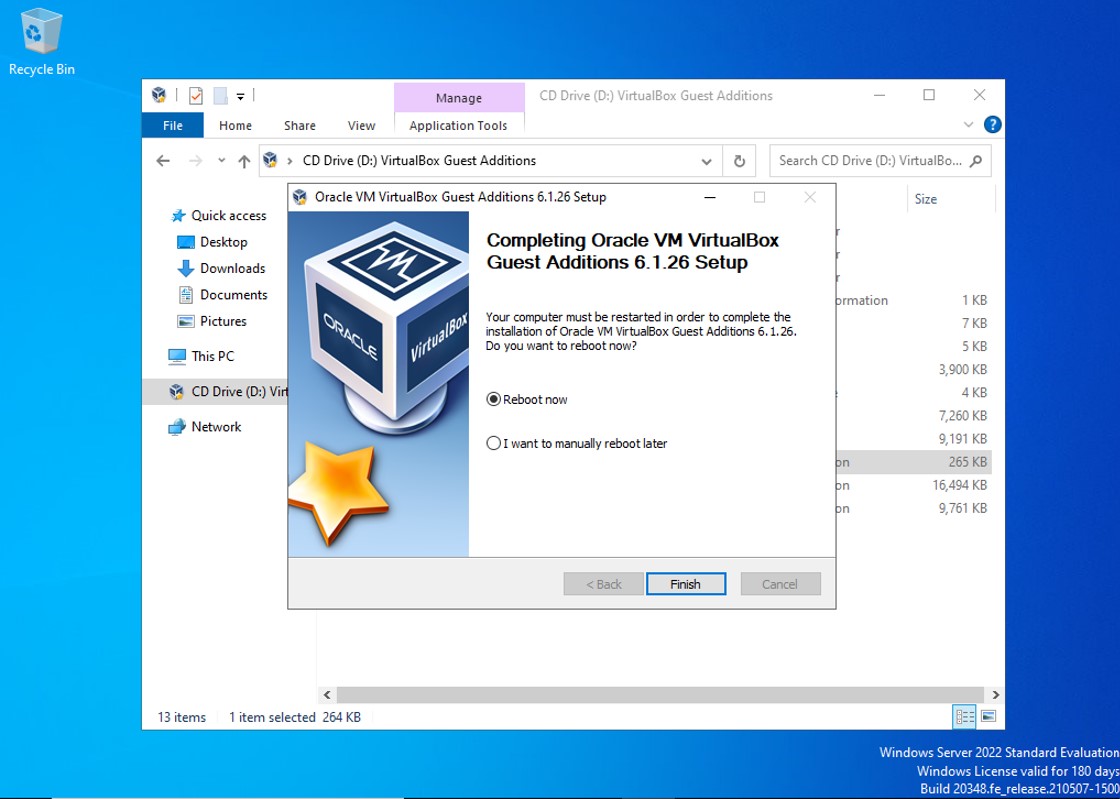 Recycle Bin
Manage
CD Drive (D:) VirtualBox Guest Additions
File
Home
Share
View
Application Tools
?
CD Drive (D:) VirtualBox Guest Additions
Search CD Drive (D:) VirtualBo...
Size
Quick access
Desktop
Downloads
Documents
Pictures
This PC
CD Drive (D:)
Network
Oracle VM VirtualBox Guest Additions 6.1.26 Setup
ORACLE
VirtualBox
Completing Oracle VM VirtualBox
Guest Additions 6.1.26 Setup
Your computer must be restarted in order to complete the
installation of Oracle VM VirtualBox Guest Additions 6.1.26.
Do you want to reboot now?
Reboot now
I want to manually reboot later
< Back
Finish
Cancel
1 KB
7 KB
5 KB
3,900 KB
4 KB
7,260 KB
9,191 KB
265 KB
16,494 KB
9,761 KB
13 items
1 item selected 264 KB
Windows Server 2022 Standard Evaluation
Windows License valid for 180 days
Build 20348.fe_release.210507-1500